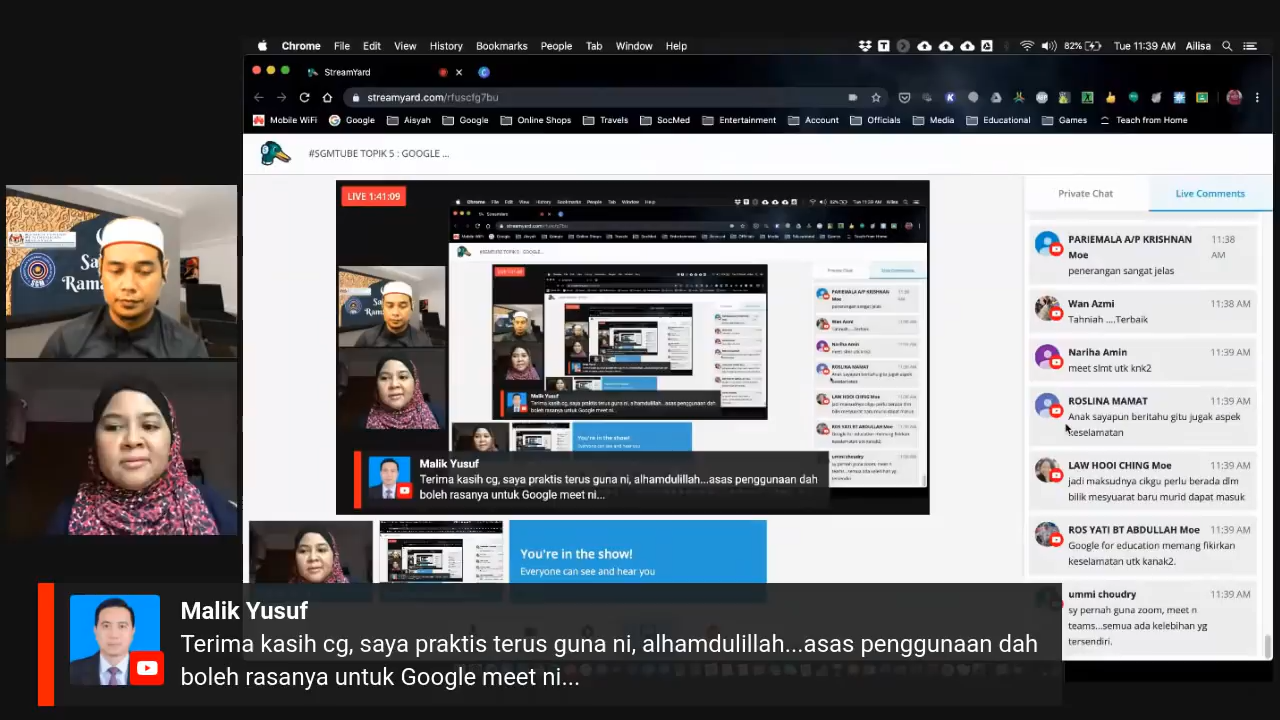 Chrome File Edit View History Bookmarks People Tab Window Help
82% Tue 11:39 AM Ailisa
StreamYard
streamyard.com/rfuscfg7bu
Mobile WiFi Google Aisyah Google Online Shops Travels SocMed Entertainment Account Officials Media Educational Games Teach from Home
#SGMTUBE TOPIK 5 : GOOGLE ...
LIVE 1:41:09
Malik Yusuf
Terima kasih cg, saya praktis terus guna ni, alhamdulillah...asas penggunaan dah
boleh rasanya untuk Google meet ni...
You're in the show!
Everyone can see and hear you
Private Chat Live Comments
PARIEMALA A/P KRISHNAN
Moe
11:38
AM
penerangan sangat jelas
Wan Azmi 11:38 AM
Tahniah ....Terbaik
Nariha Amin 11:39 AM
meet slmt utk knk2
ROSLINA MAMAT 11:39 AM
Anak sayapun beritahu gitu jugak aspek
keselamatan
LAW HOOI CHING Moe 11:39 AM
jadi maksudnya cikgu perlu berada dlm
bilik mesyuarat baru murid dapat masuk
11:39 AM
Google for education memang fikirkan
keselamatan utk kanak2.
ummi choudry 11:39 AM
sy pernah guna zoom, meet n
teams...semua ada kelebihan yg
tersendiri.
Malik Yusuf
Terima kasih cg, saya praktis terus guna ni, alhamdulillah...asas penggunaan dah
boleh rasanya untuk Google meet ni...